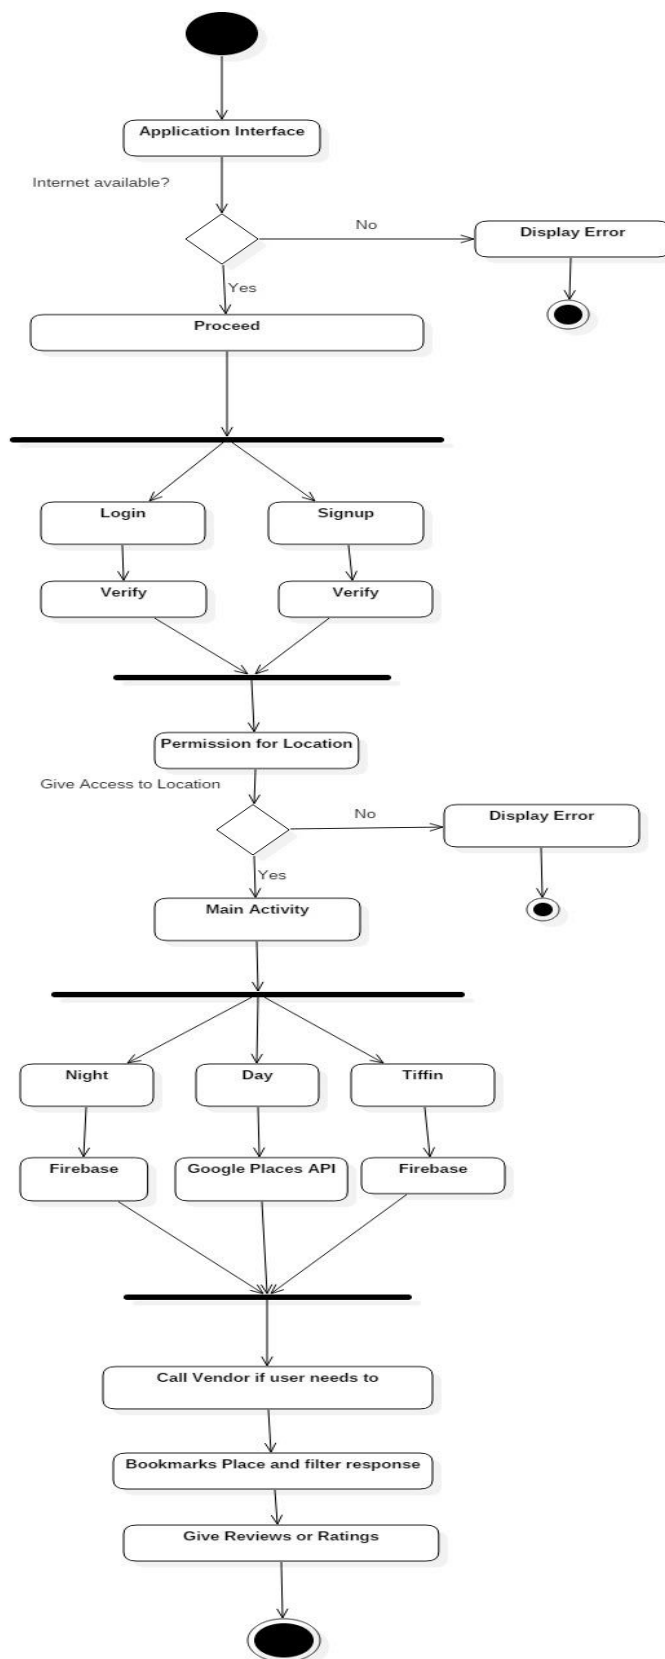 Application Interface
Internet available?
No
Display Error
Yes
Proceed
Login
Signup
Verify
Verify
Permission for Location
Give Access to Location
No
Display Error
Yes
Main Activity
Night
Day
Tiffin
Firebase
Google Places API
Firebase
Call Vendor if user needs to
Bookmarks Place and filter response
Give Reviews or Ratings